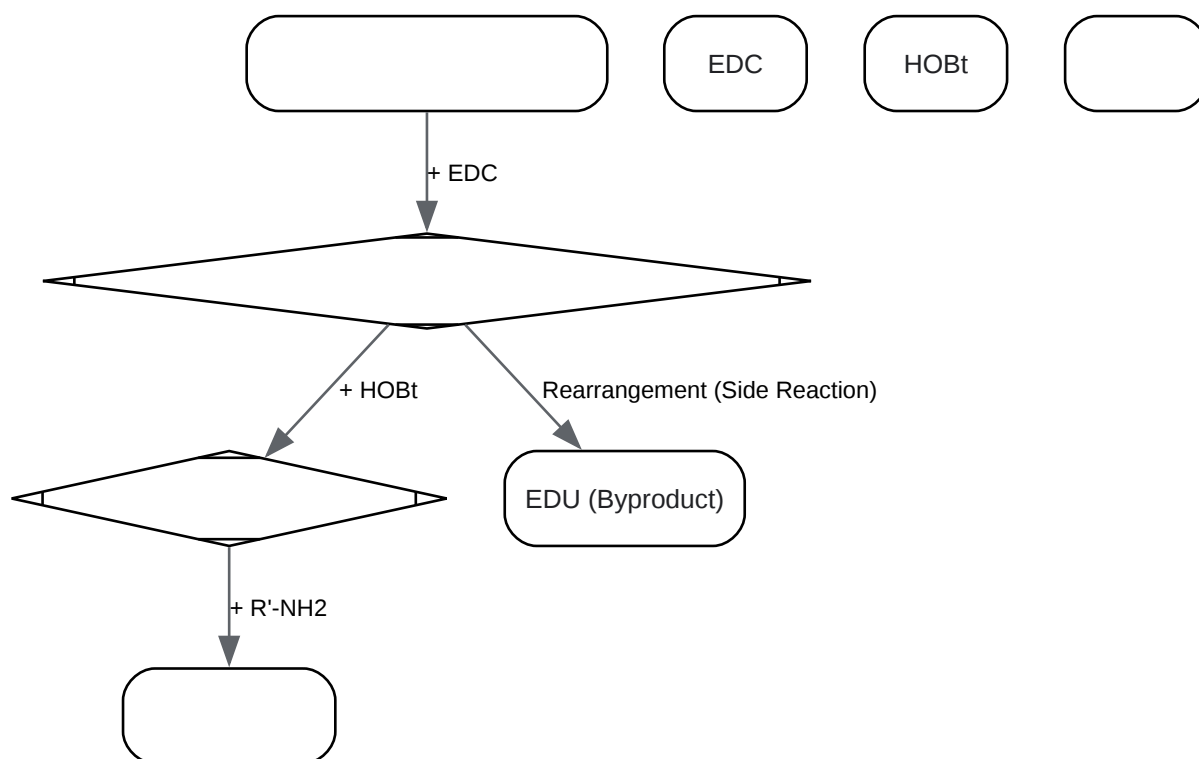 EDC
HOBt
+ EDC
+ HOBt
Rearrangement (Side Reaction)
EDU (Byproduct)
+ R'-NH2